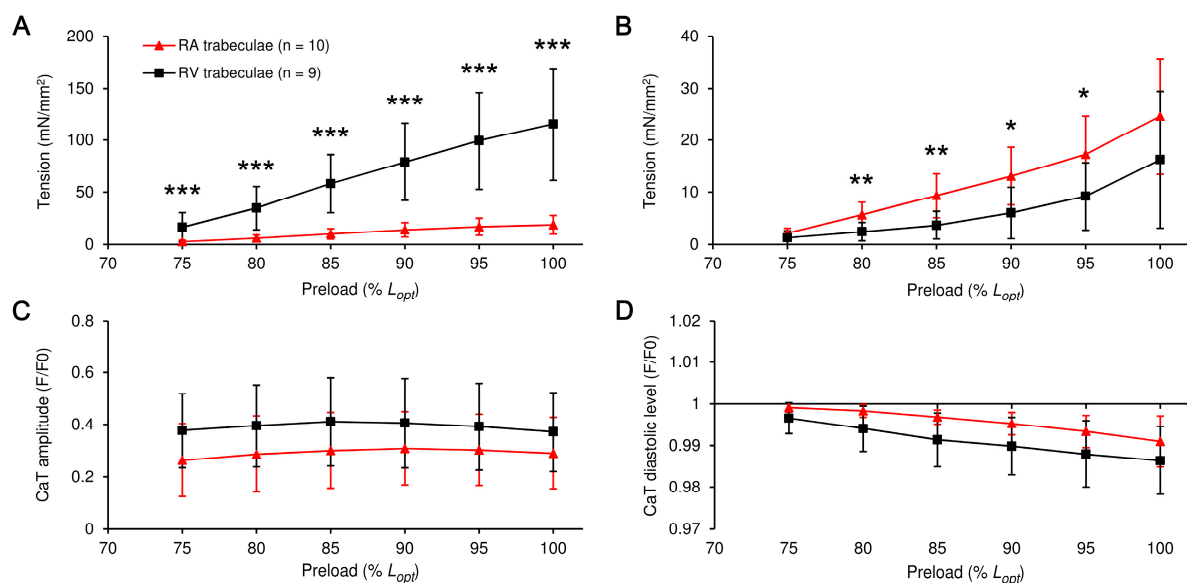 A
200
150
100
50
0
Tension (mN/mm²)
RA trabeculae (n = 10)
RV trabeculae (n = 9)
***
***
***
***
***
***
70 75 80 85 90 95 100
Preload (% Lopt)
B
40
30
20
10
0
Tension (mN/mm²)
**
**
*
*
70 75 80 85 90 95 100
Preload (% Lopt)
C
0.8
0.6
0.4
0.2
0
CaT amplitude (F/F0)
70 75 80 85 90 95 100
Preload (% Lopt)
D
1.02
1.01
1
0.99
0.98
0.97
CaT diastolic level (F/F0)
70 75 80 85 90 95 100
Preload (% Lopt)